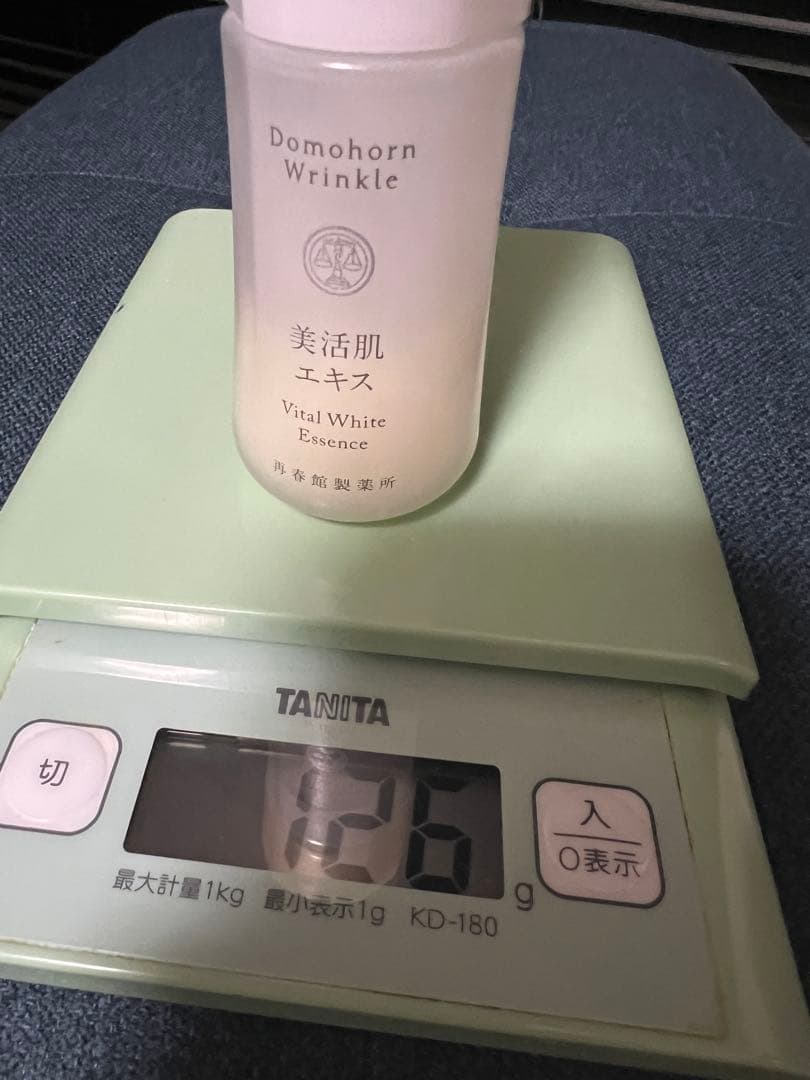 Domohorn
Wrinkle
美活肌
エキス
Vital White
Essence
再春館製薬所
TANITA
切
126
g
入
0表示
最大計量1kg 最小表示1g KD-180